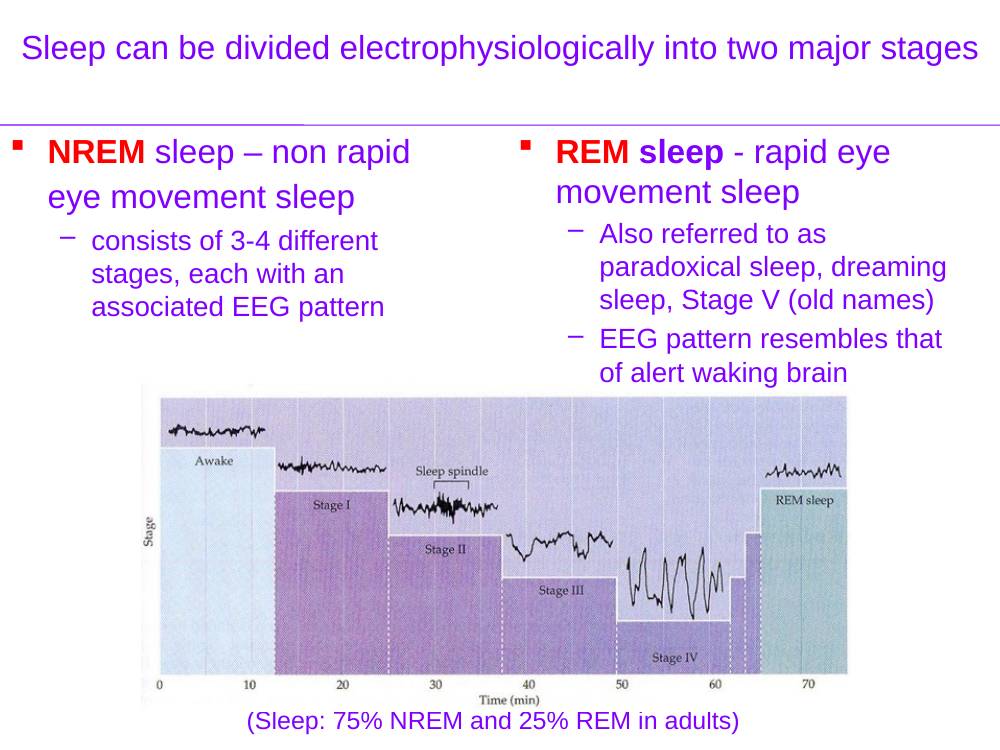 Sleep can be divided electrophysiologically into two major stages
NREM sleep – non rapid
eye movement sleep
– consists of 3-4 different
stages, each with an
associated EEG pattern
REM sleep - rapid eye
movement sleep
– Also referred to as
paradoxical sleep, dreaming
sleep, Stage V (old names)
– EEG pattern resembles that
of alert waking brain
Stage
Awake
Stage I
Sleep spindle
Stage II
Stage III
Stage IV
REM sleep
0 10 20 30 40 50 60 70
Time (min)
(Sleep: 75% NREM and 25% REM in adults)